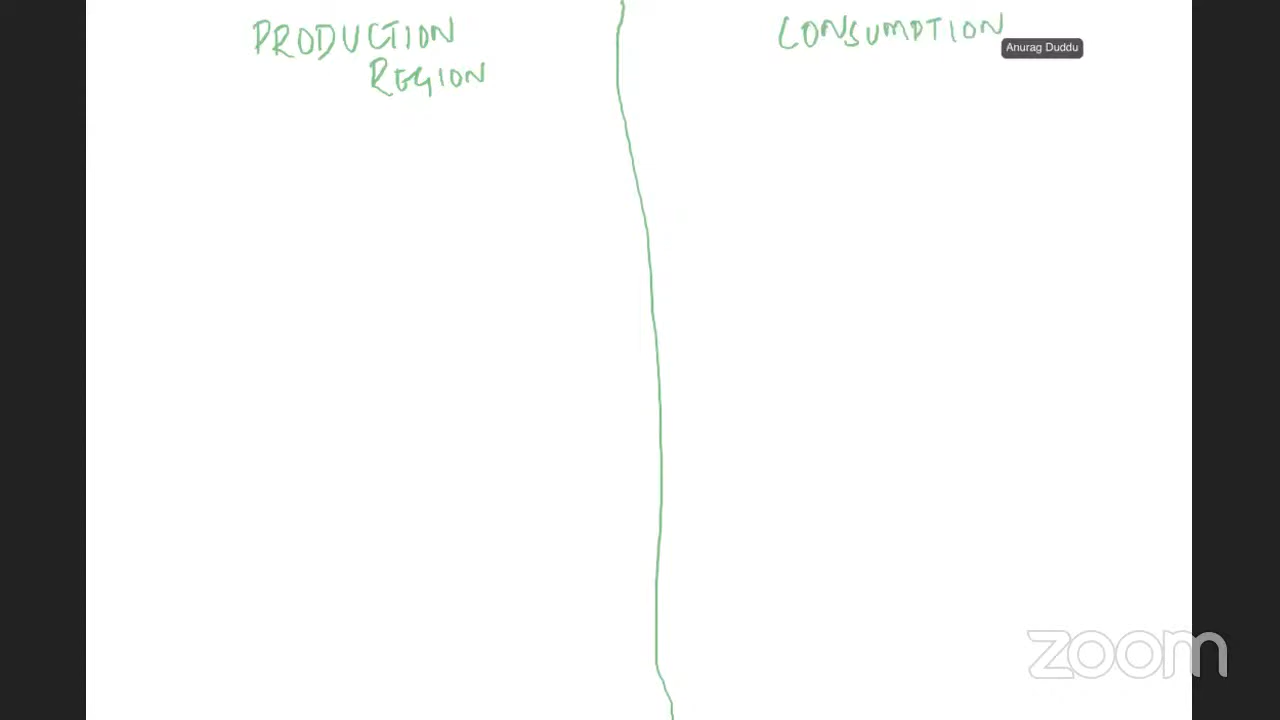 PRODUCTION
REGION
CONSUMPTION
Anurag Duddu
zoom